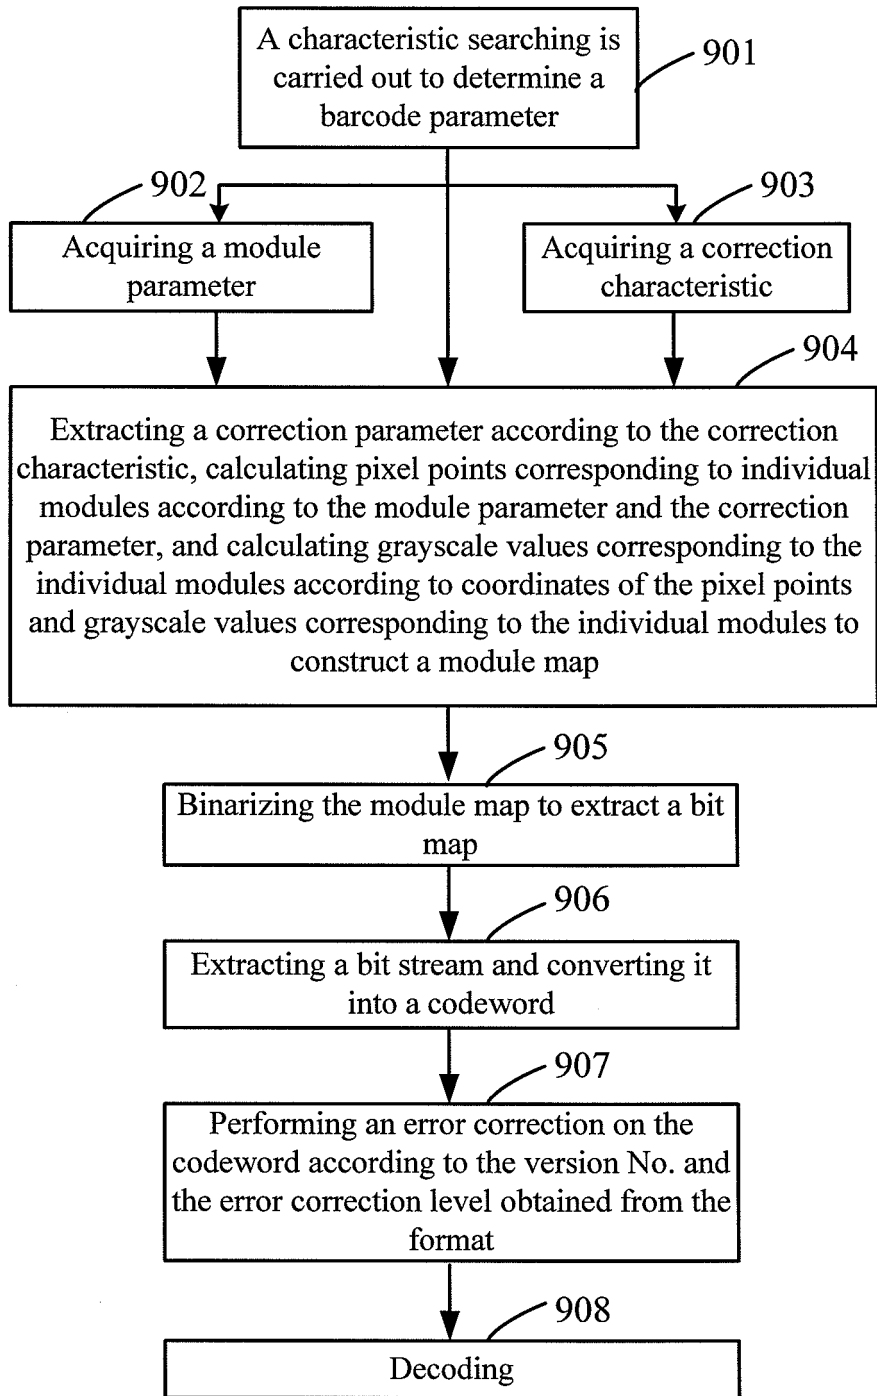 A characteristic searching is
carried out to determine a
barcode parameter
901
902
903
Acquiring a module
parameter
Acquiring a correction
characteristic
904
Extracting a correction parameter according to the correction
characteristic, calculating pixel points corresponding to individual
modules according to the module parameter and the correction
parameter, and calculating grayscale values corresponding to the
individual modules according to coordinates of the pixel points
and grayscale values corresponding to the individual modules to
construct a module map
905
Binarizing the module map to extract a bit
map
906
Extracting a bit stream and converting it
into a codeword
907
Performing an error correction on the
codeword according to the version No. and
the error correction level obtained from the
format
908
Decoding